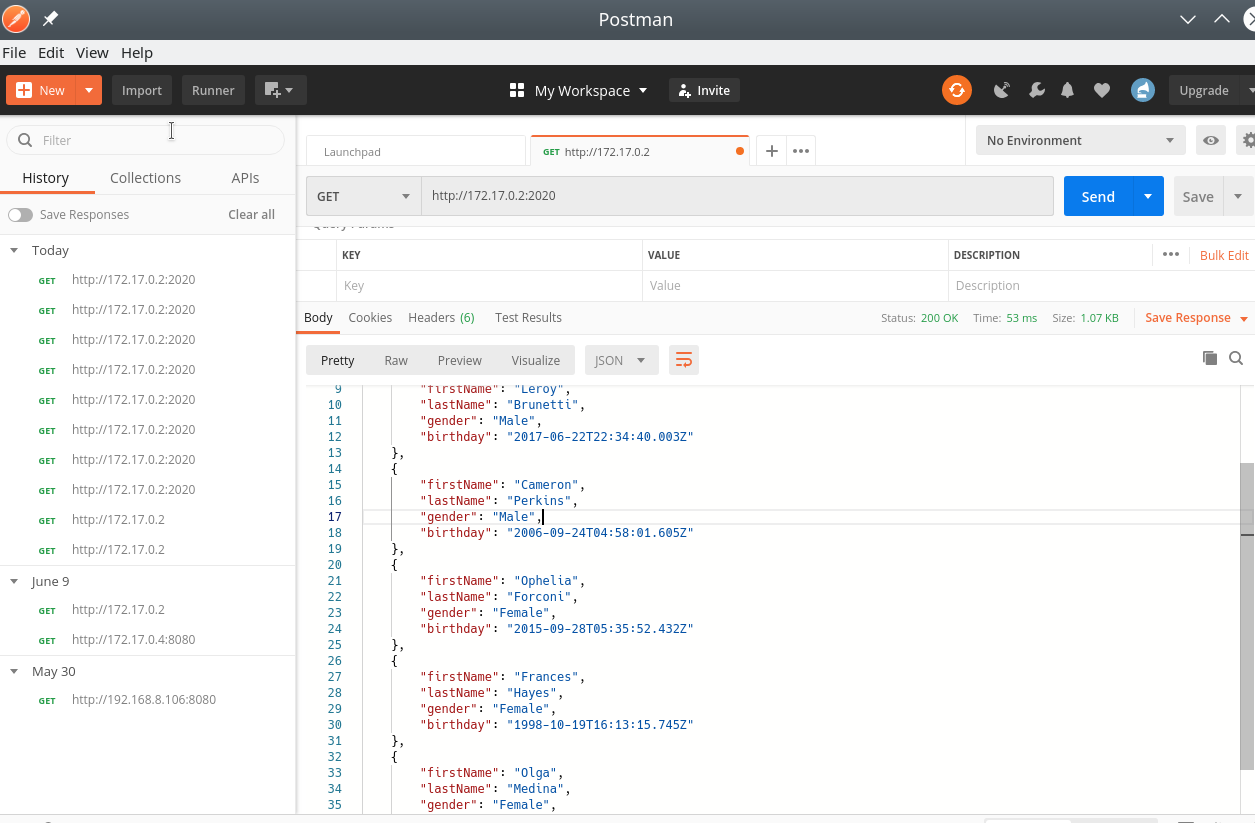 Postman
File Edit View Help
New Import Runner My Workspace Invite Upgrade
Filter
History Collections APIs
Save Responses Clear all
Today
GET http://172.17.0.2:2020
GET http://172.17.0.2:2020
GET http://172.17.0.2:2020
GET http://172.17.0.2:2020
GET http://172.17.0.2:2020
GET http://172.17.0.2:2020
GET http://172.17.0.2:2020
GET http://172.17.0.2:2020
GET http://172.17.0.2
GET http://172.17.0.2
June 9
GET http://172.17.0.2
GET http://172.17.0.4:8080
May 30
GET http://192.168.8.106:8080
Launchpad GET http://172.17.0.2 No Environment
GET http://172.17.0.2:2020 Send Save
Query Params
KEY VALUE DESCRIPTION Bulk Edit
Key Value Description
Body Cookies Headers (6) Test Results Status: 200 OK Time: 53 ms Size: 1.07 KB Save Response
Pretty Raw Preview Visualize JSON
9 "firstName": "Leroy",
10 "lastName": "Brunetti",
11 "gender": "Male",
12 "birthday": "2017-06-22T22:34:40.003Z"
13 },
14 {
15 "firstName": "Cameron",
16 "lastName": "Perkins",
17 "gender": "Male",
18 "birthday": "2006-09-24T04:58:01.605Z"
19 },
20 {
21 "firstName": "Ophelia",
22 "lastName": "Forconi",
23 "gender": "Female",
24 "birthday": "2015-09-28T05:35:52.432Z"
25 },
26 {
27 "firstName": "Frances",
28 "lastName": "Hayes",
29 "gender": "Female",
30 "birthday": "1998-10-19T16:13:15.745Z"
31 },
32 {
33 "firstName": "Olga",
34 "lastName": "Medina",
35 "gender": "Female",